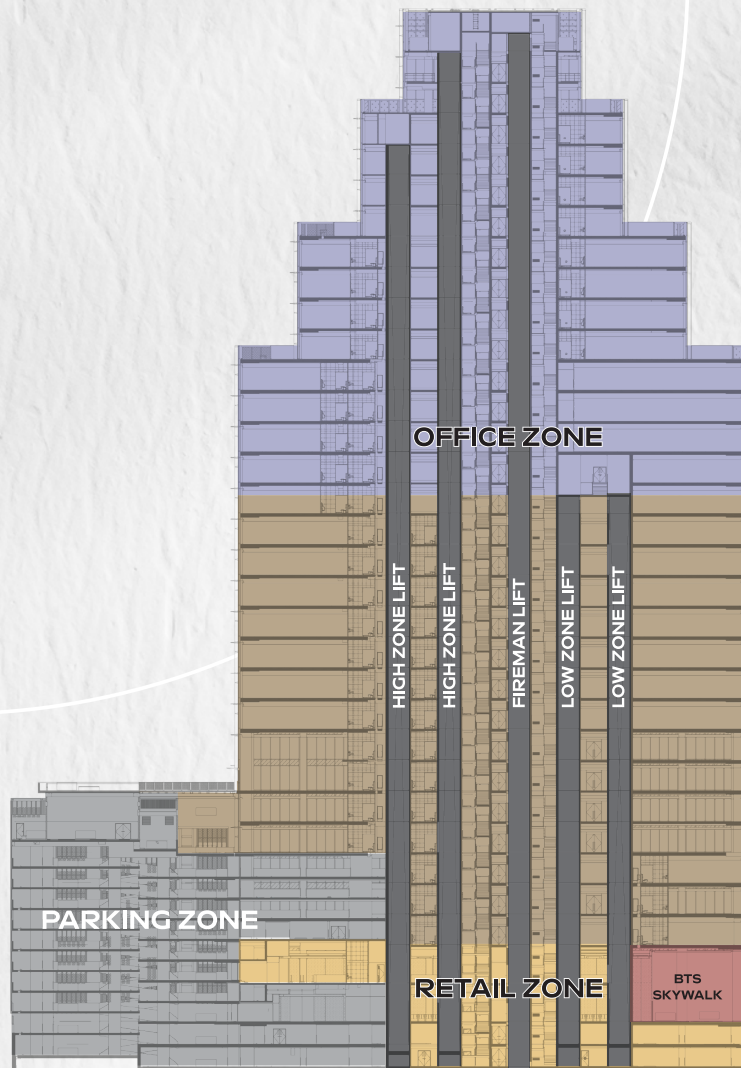 OFFICE ZONE
HIGH ZONE LIFT
HIGH ZONE LIFT
FIREMAN LIFT
LOW ZONE LIFT
LOW ZONE LIFT
PARKING ZONE
RETAIL ZONE
BTS
SKYWALK